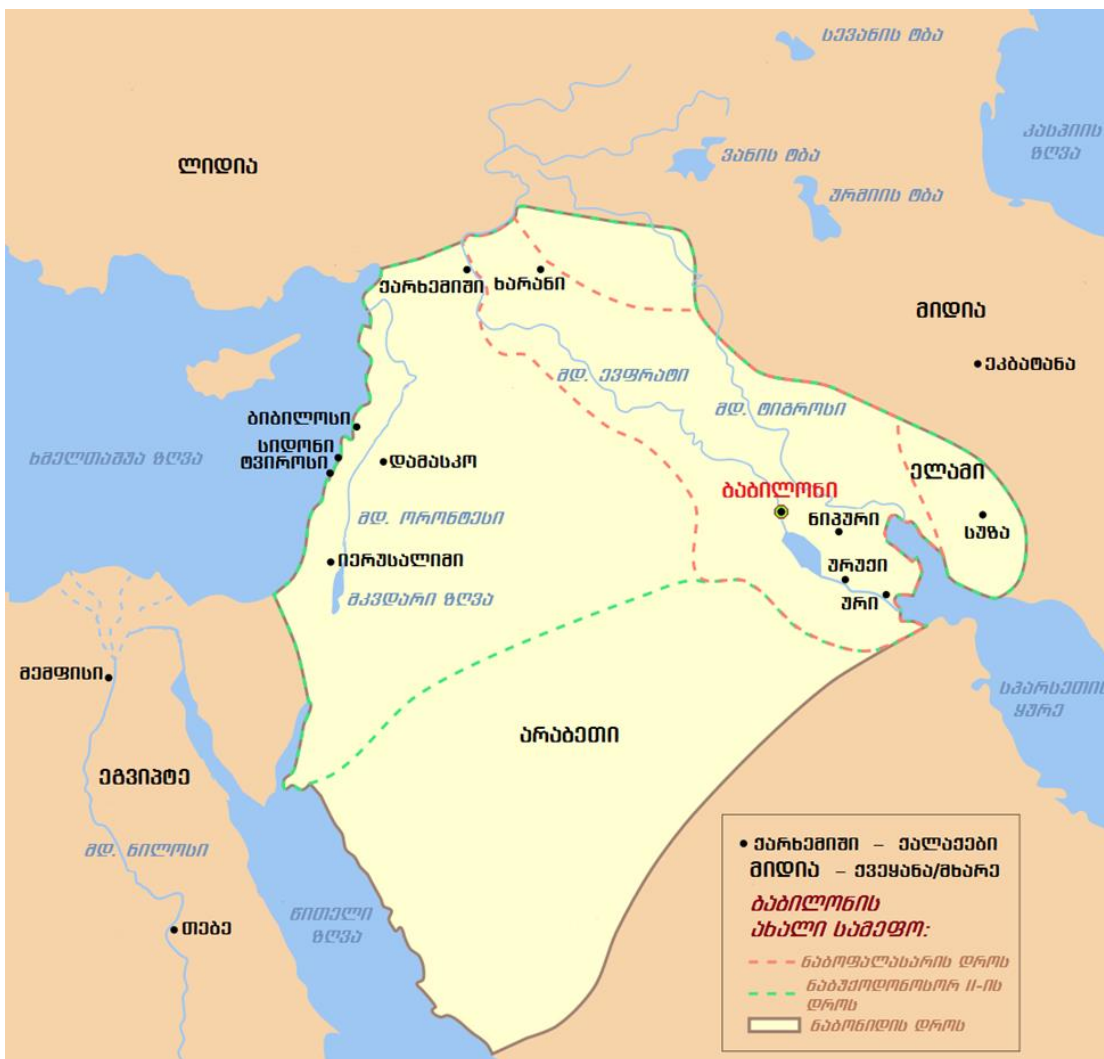 სევანის ტბა
კასპიის
ზღვა
ვანის ტბა
ლიდია
ურმიის ტბა
ქარხემიში
ხარანი
მიდია
ეკბატანა
მდ. ევფრატი
მდ. ტიგროსი
ბიბილოსი
სიდონი
ტვიროსი
ხმელთაშუა ზღვა
დამასკო
ელამი
ბაბილონი
ნიპური
სუზა
მდ. ორონტესი
იერუსალიმი
ურუქი
მკვდარი ზღვა
ური
მემფისი
სპარსეთის
ყურე
არაბეთი
ეგვიპტე
მდ. ნილოსი
წითელი
ზღვა
თებე
ქარხემიში – ქალაქები
მიდია – ქვეყანა/მხარე
ბაბილონის
ახალი სამეფო:
ნაბოფალასარის დროს
ნაბუქოდონოსორ II-ის
დროს
ნაბონიდის დროს